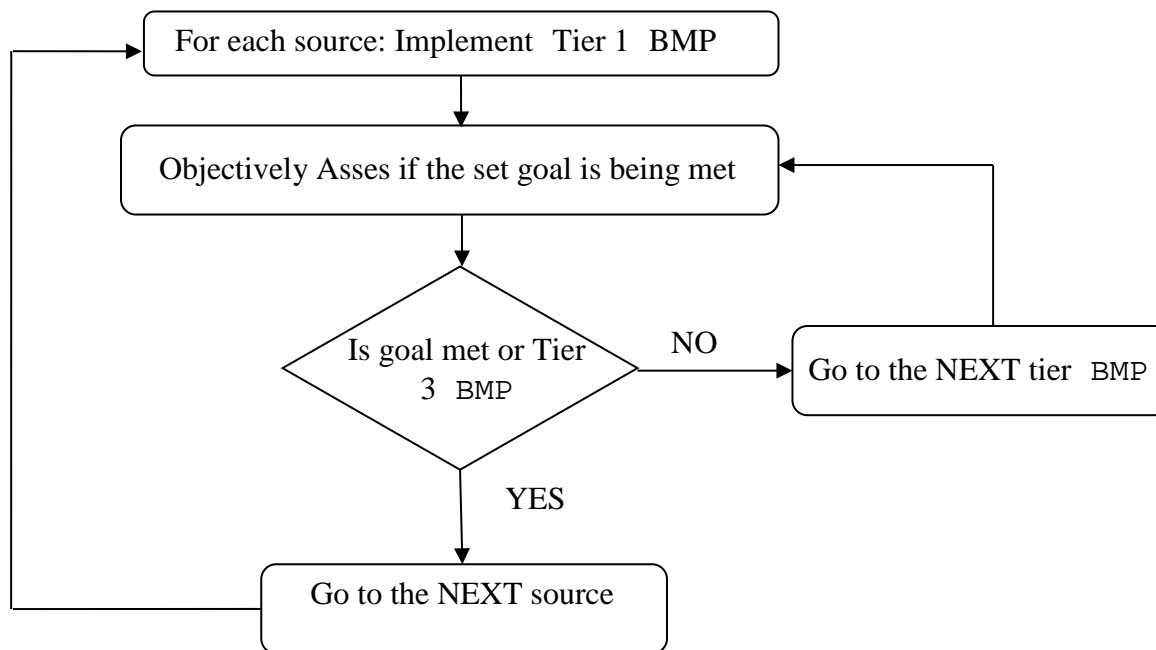 For each source: Implement Tier 1 BMP
Objectively Asses if the set goal is being met
Is goal met or Tier
3 BMP
NO
Go to the NEXT tier BMP
YES
Go to the NEXT source